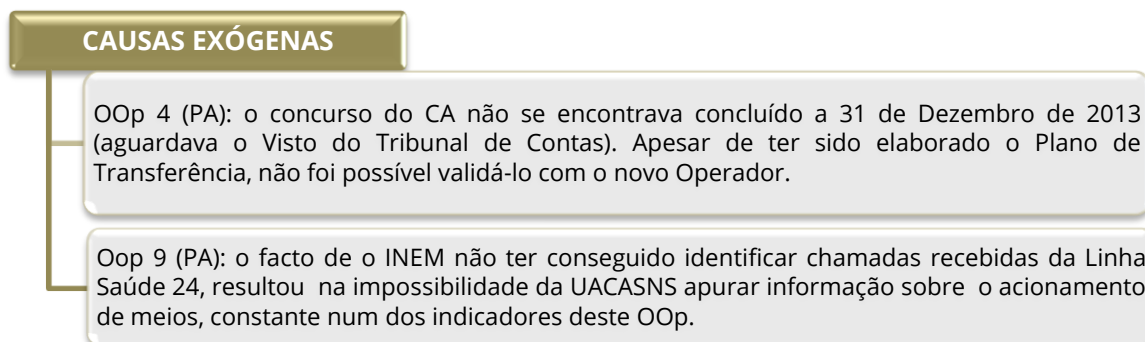 CAUSAS EXÓGENAS
OOp 4 (PA): o concurso do CA não se encontrava concluído a 31 de Dezembro de 2013
(aguardava o Visto do Tribunal de Contas). Apesar de ter sido elaborado o Plano de
Transferência, não foi possível validá-lo com o novo Operador.
Oop 9 (PA): o facto de o INEM não ter conseguido identificar chamadas recebidas da Linha
Saúde 24, resultou na impossibilidade da UACASNS apurar informação sobre o acionamento
de meios, constante num dos indicadores deste OOp.